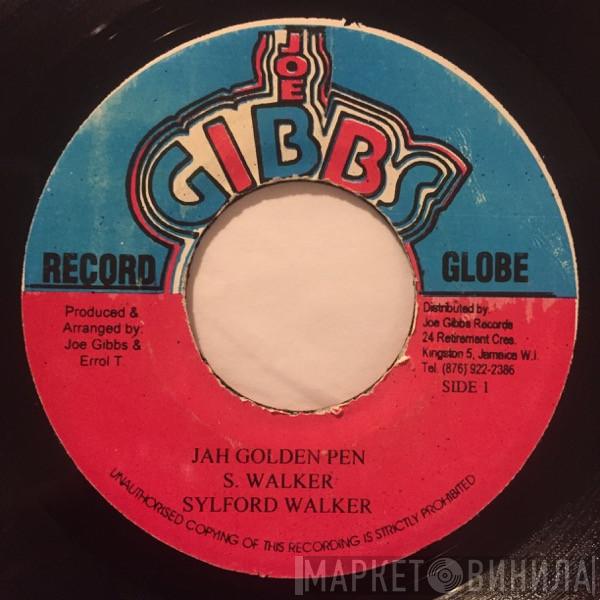 JOE
GIBBS
RECORD GLOBE
Produced &
Arranged by:
Joe Gibbs &
Errol T.
Distributed by:
Joe Gibbs Records
24 Retirement Cres.
Kingston 5, Jamaica W.I.
Tel. (876) 922-2386
SIDE 1
JAH GOLDEN PEN
S. WALKER
SYLFORD WALKER
UNAUTHORISED COPYING OF THIS RECORDING IS STRICTLY PROHIBITED
МАРКЕТ ВИНИЛА